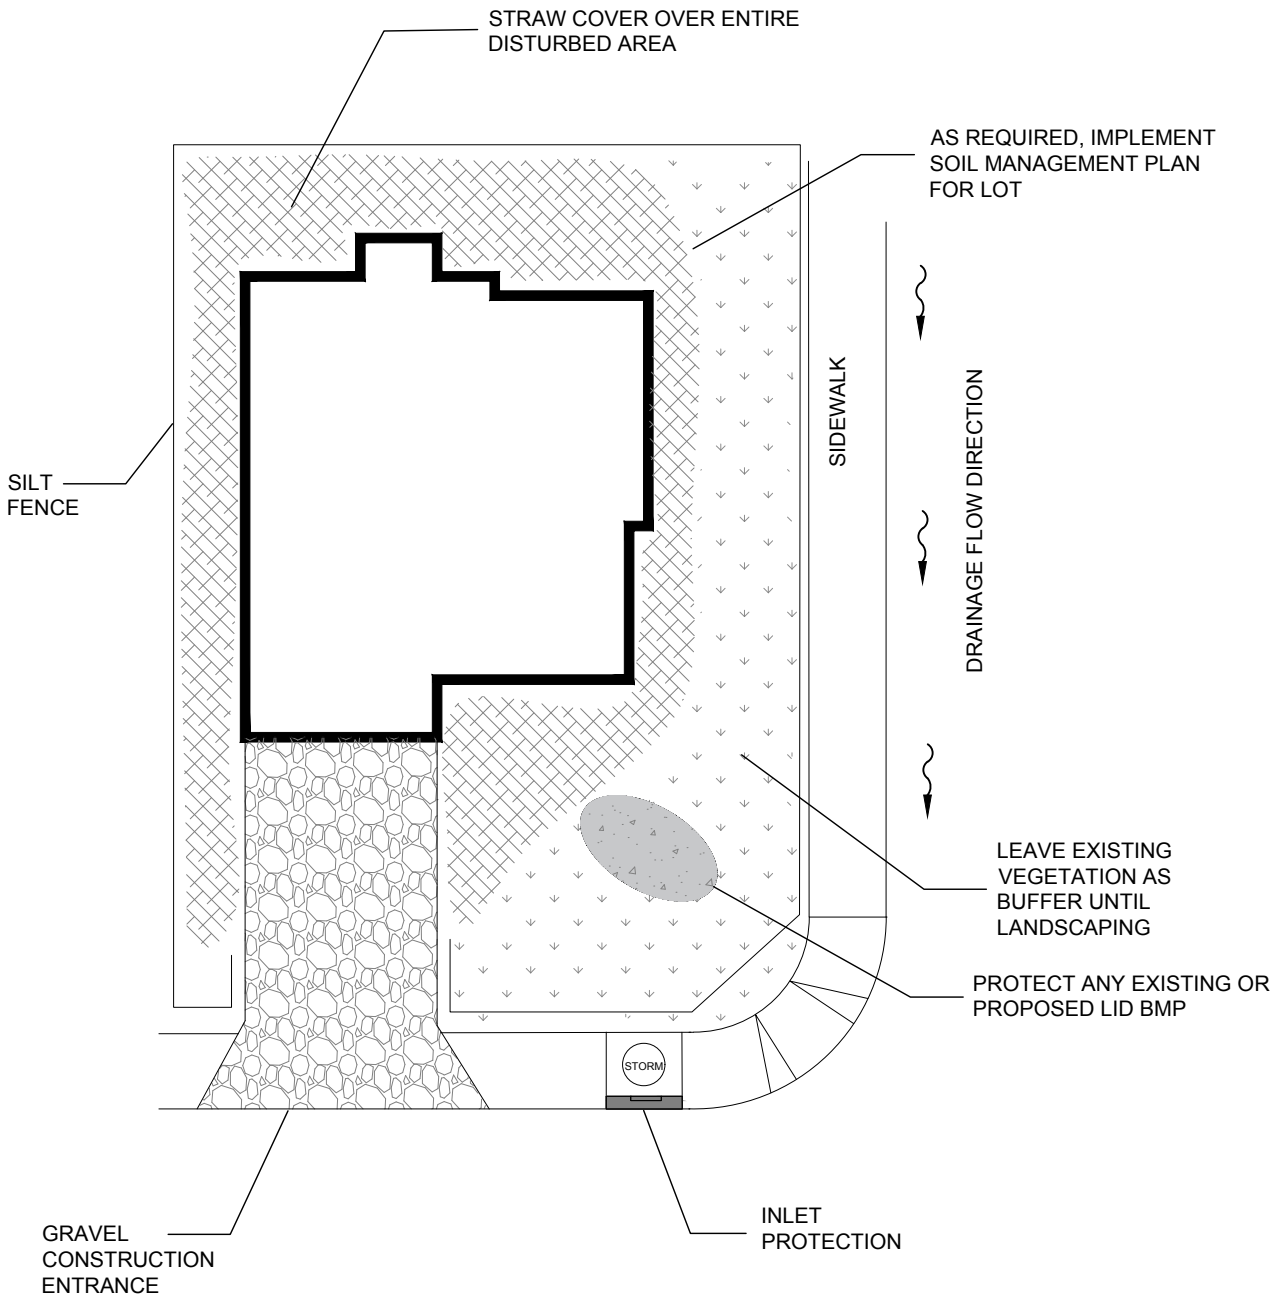 STRAW COVER OVER ENTIRE
DISTURBED AREA
AS REQUIRED, IMPLEMENT
SOIL MANAGEMENT PLAN
FOR LOT
SIDEWALK
DRAINAGE FLOW DIRECTION
SILT
FENCE
LEAVE EXISTING
VEGETATION AS
BUFFER UNTIL
LANDSCAPING
PROTECT ANY EXISTING OR
PROPOSED LID BMP
STORM
INLET
PROTECTION
GRAVEL
CONSTRUCTION
ENTRANCE